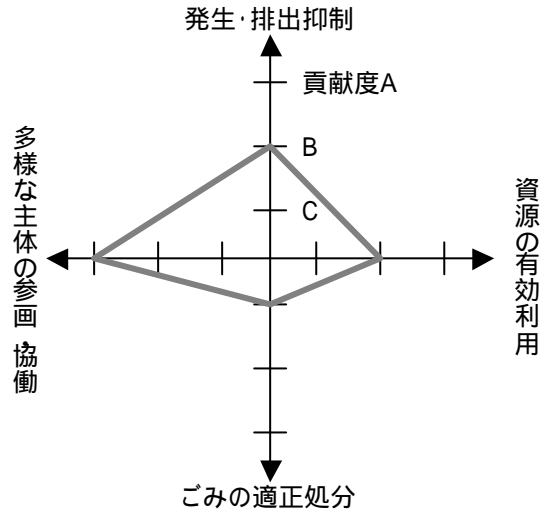 発生・排出抑制
貢献度A
B
C
多様な主体の参画、協働
資源の有効利用
ごみの適正処分